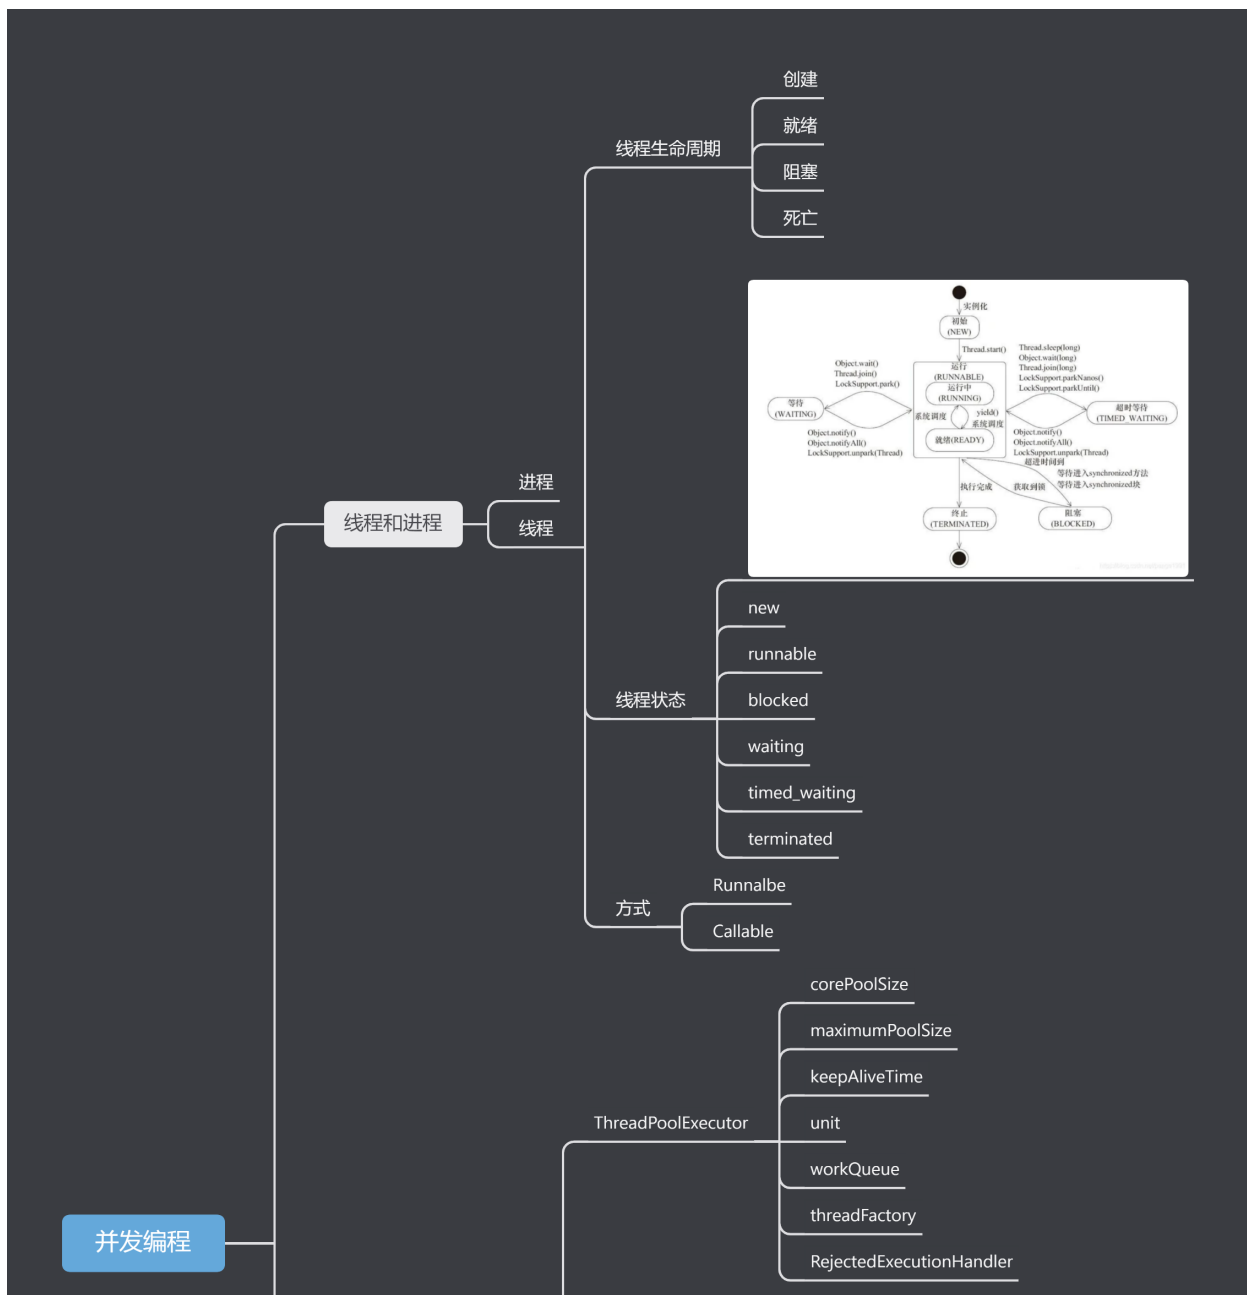 创建
就绪
线程生命周期
阻塞
死亡
实例化
初始
(NEW)
Thread.start()
Thread.sleep(long)
Object.wait(long)
Thread.join(long)
LockSupport.parkNanos()
LockSupport.parkUntil()
Object.wait()
Thread.join()
LockSupport.park()
运行
(RUNNABLE)
运行中
(RUNNING)
等待
(WAITING)
超时等待
(TIMED_WAITING)
系统调度
yield()
系统调度
就绪(READY)
Object.notify()
Object.notifyAll()
LockSupport.unpark(Thread)
Object.notify()
Object.notifyAll()
LockSupport.unpark(Thread)
等待进入synchronized方法
等待进入synchronized块
执行完成
获取到锁
终止
(TERMINATED)
阻塞
(BLOCKED)
进程
线程和进程
线程
new
runnable
线程状态
blocked
waiting
timed_waiting
terminated
Runnalbe
方式
Callable
corePoolSize
maximumPoolSize
keepAliveTime
ThreadPoolExecutor
unit
workQueue
threadFactory
并发编程
RejectedExecutionHandler